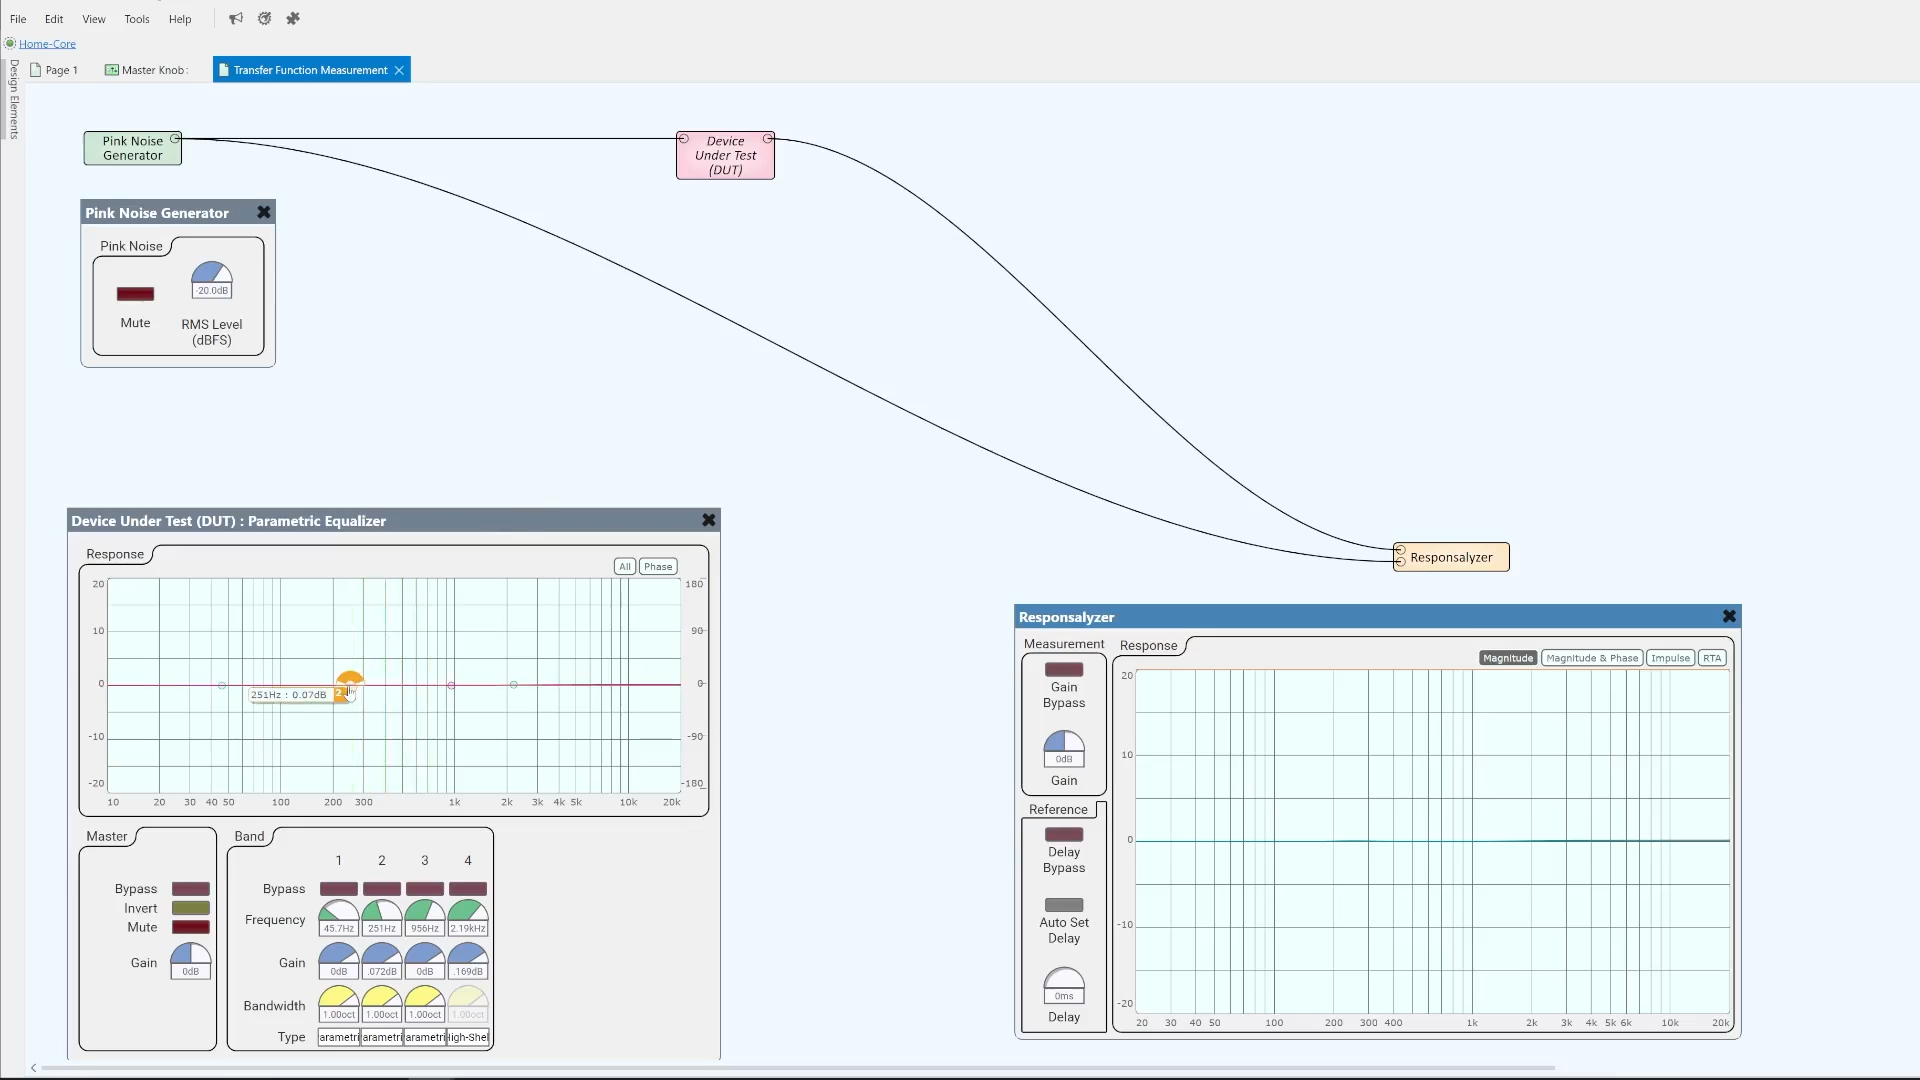 File Edit View Tools Help
Home-Core
Page 1 Master Knob: Transfer Function Measurement
Design Elements
Pink Noise
Generator
Device
Under Test
(DUT)
Pink Noise Generator
Pink Noise
-20.0dB
Mute
RMS Level
(dBFS)
Responsalyzer
Device Under Test (DUT) : Parametric Equalizer
Response
All Phase
20 180
10 90
0 0
-10 -90
-20 -180
251Hz : 0.07dB
10 20 30 40 50 100 200 300 1k 2k 3k 4k 5k 10k 20k
Master
Bypass
Invert
Mute
Gain
0dB
Band
1 2 3 4
Bypass
Frequency
45.7Hz 251Hz 956Hz 2.19kHz
Gain
0dB .072dB 0dB .169dB
Bandwidth
1.00oct 1.00oct 1.00oct 1.00oct
Type arametri arametri arametri High-Shel
Responsalyzer
Measurement
Gain
Bypass
0dB
Gain
Reference
Delay
Bypass
Auto Set
Delay
0ms
Delay
Response
Magnitude Magnitude & Phase Impulse RTA
20
10
0
-10
-20
20 30 40 50 100 200 300 400 1k 2k 3k 4k 5k 6k 10k 20k